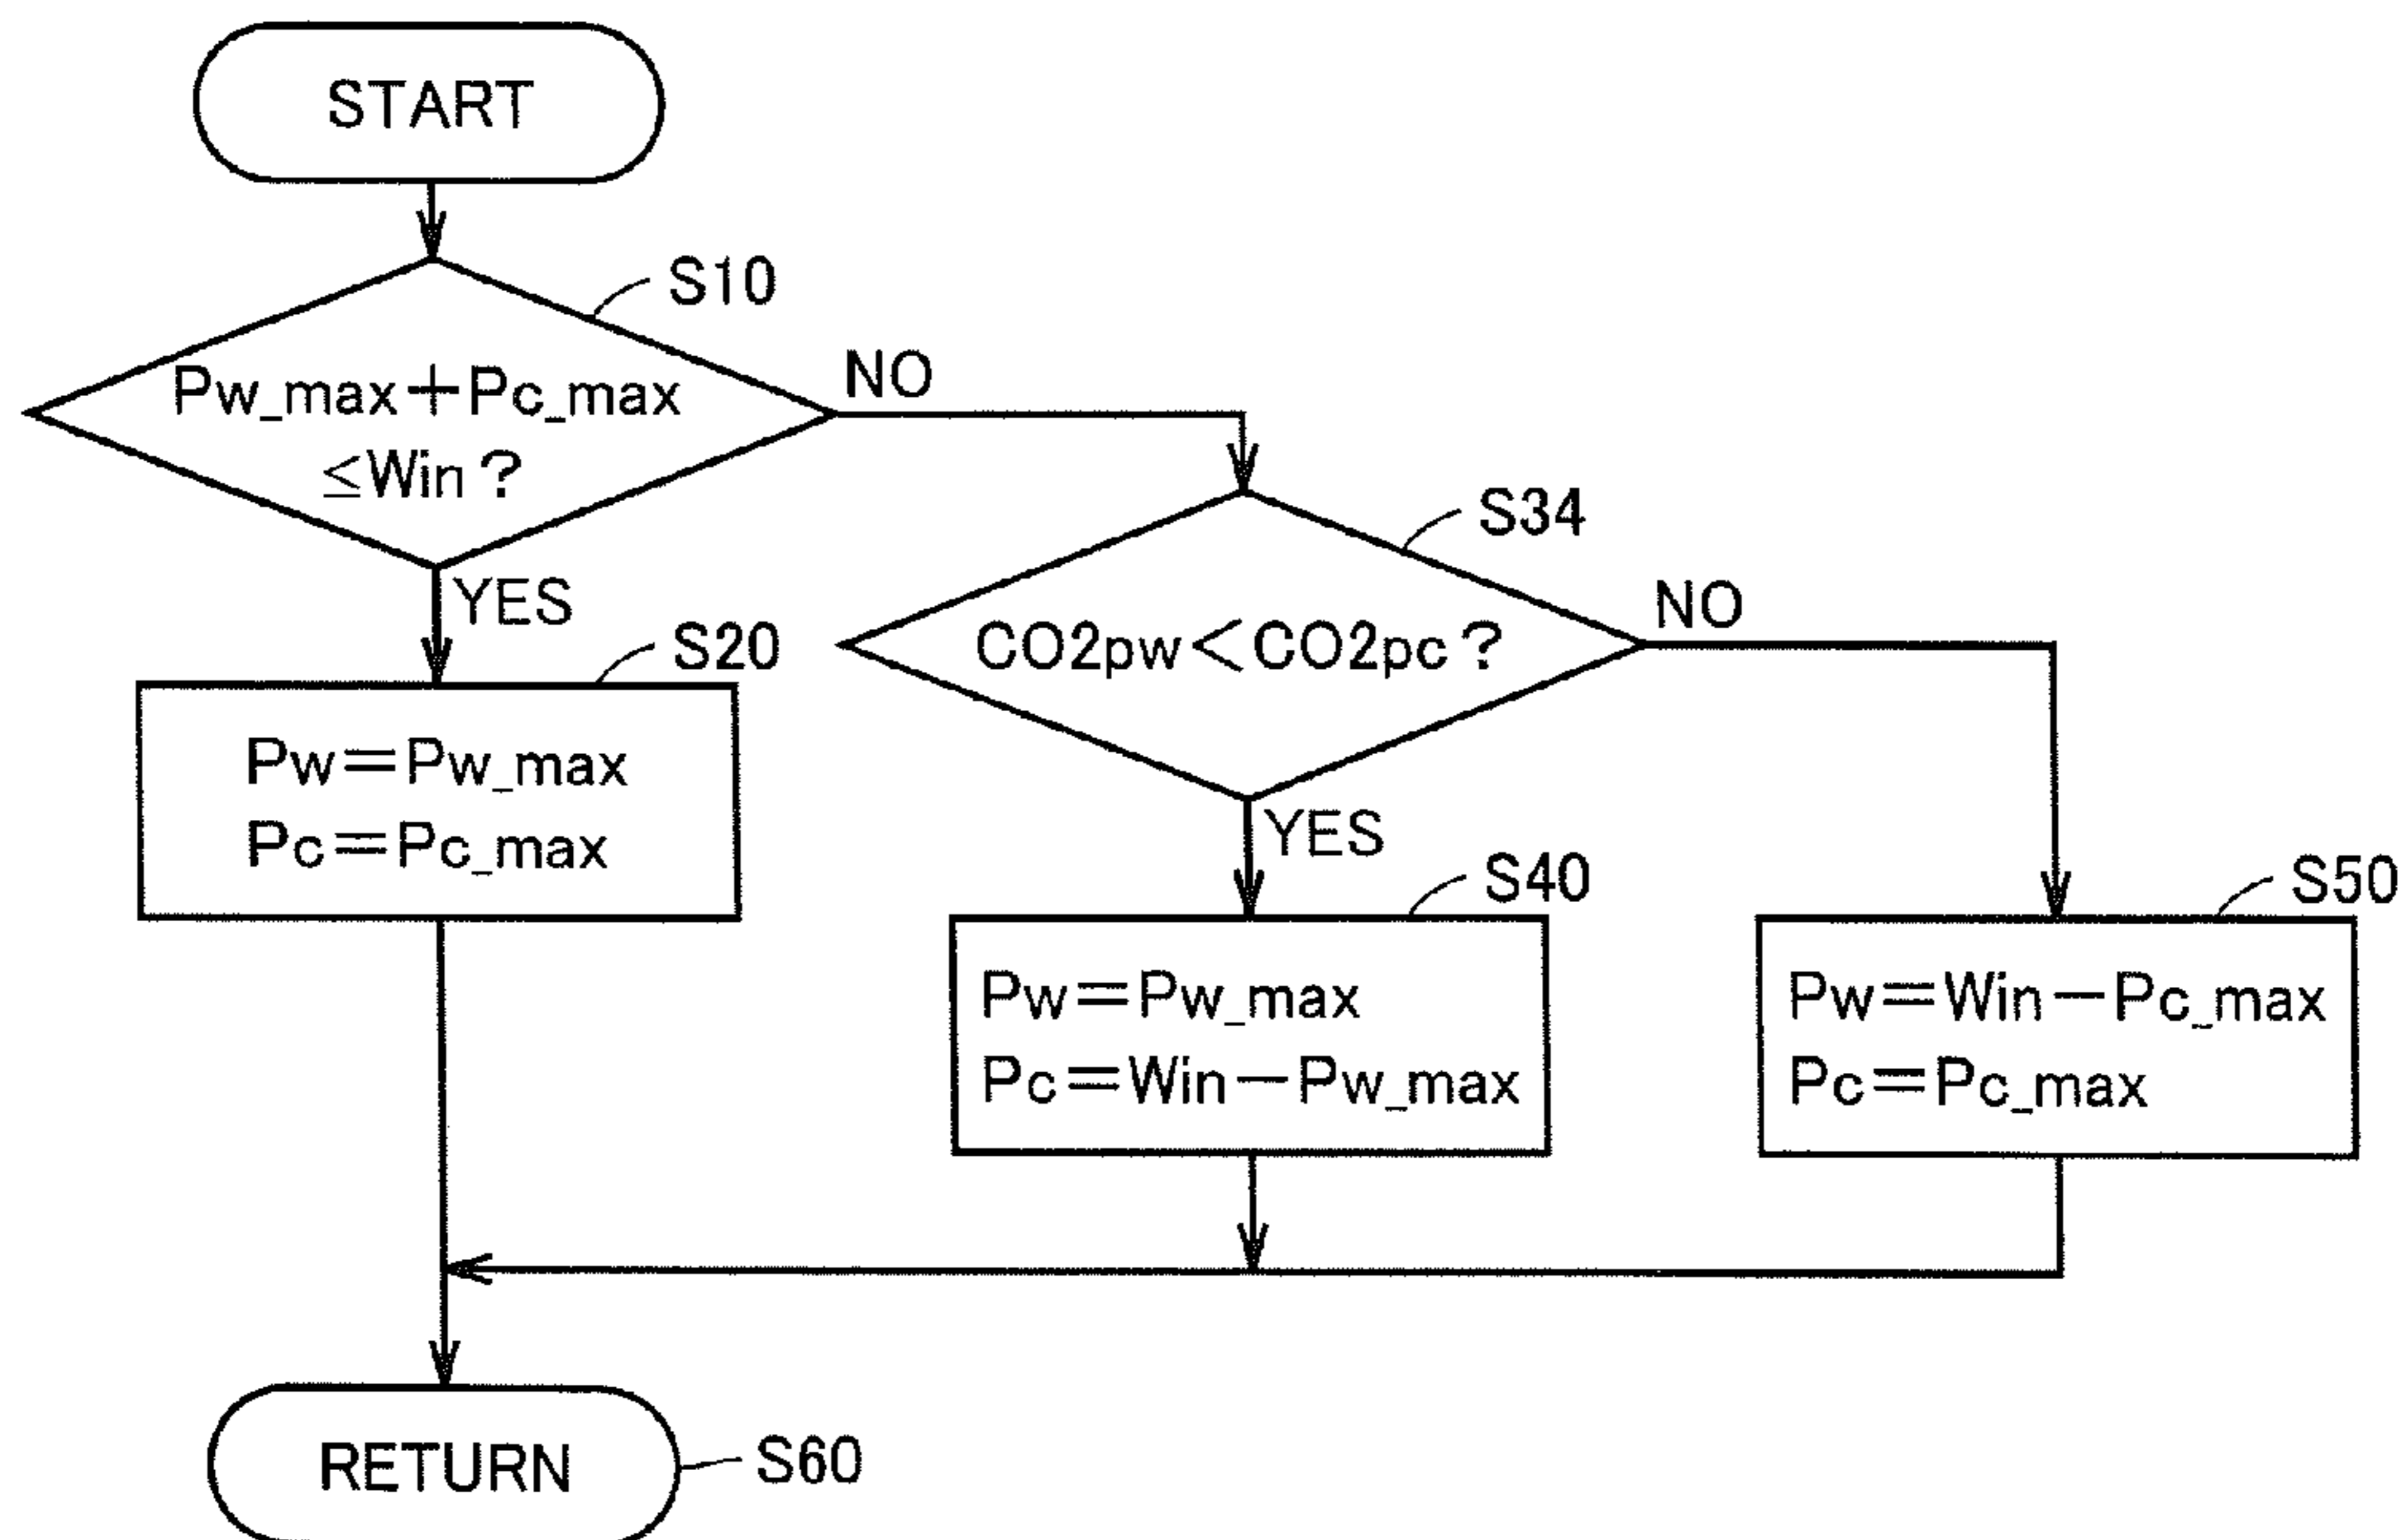 START
S10
Pw_max+Pc_max
≤Win?
NO
YES
S34
CO2pw<CO2pc?
NO
YES
S20
Pw=Pw_max
Pc=Pc_max
S40
Pw=Pw_max
Pc=Win-Pw_max
S50
Pw=Win-Pc_max
Pc=Pc_max
RETURN
S60